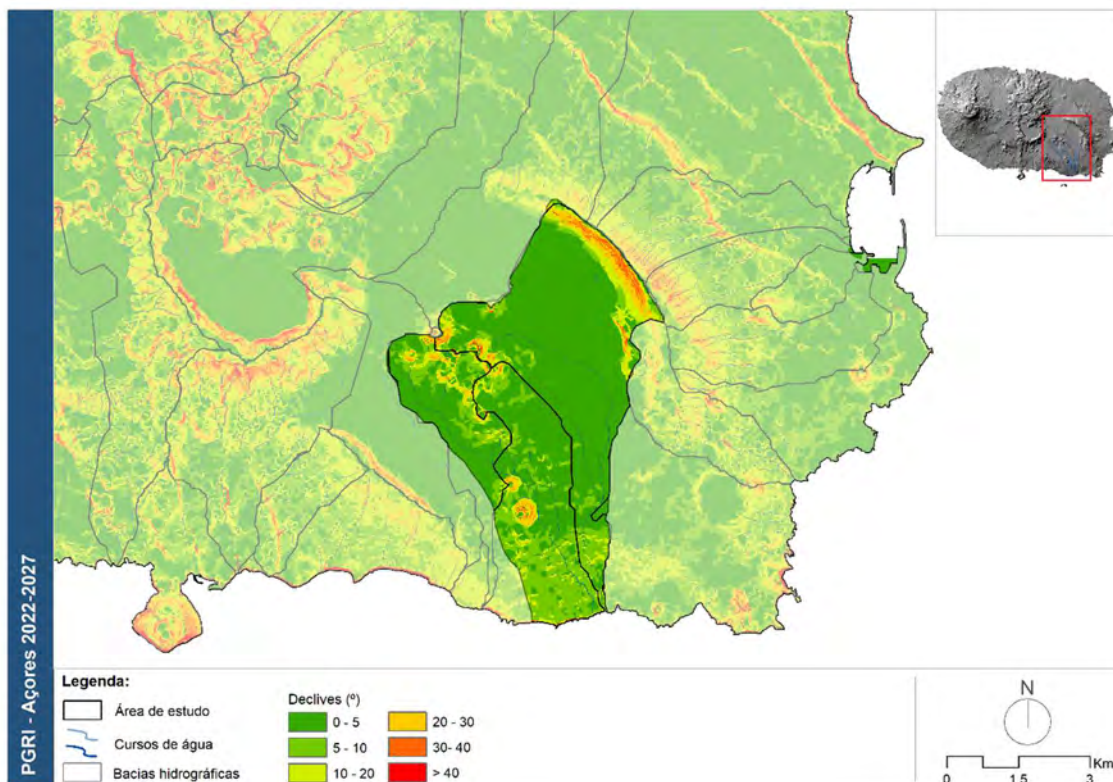 PGRI - Açores 2022-2027
Legenda:
Área de estudo
Cursos de água
Bacias hidrográficas
Declives (º)
0 - 5
5 - 10
10 - 20
20 - 30
30- 40
> 40
N
Km
0 1.5 3